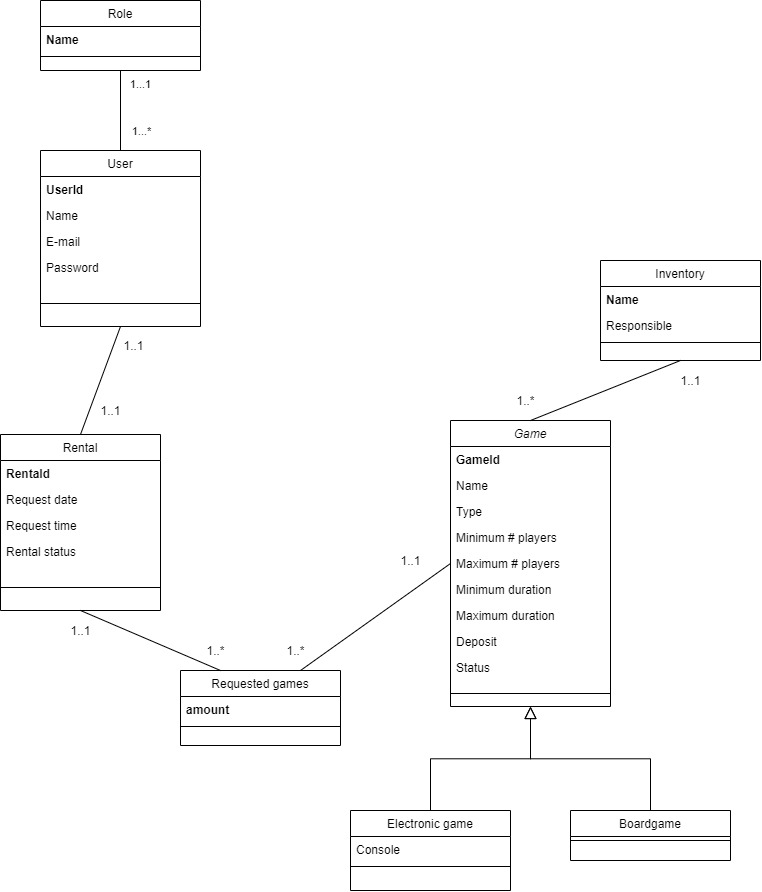 Role
Name
1...1
1...*
User
UserId
Name
E-mail
Password
1..1
1..1
Rental
RentaId
Request date
Request time
Rental status
1..1
1..*
Requested games
amount
1..*
1..1
Inventory
Name
Responsible
1..1
1..*
Game
GameId
Name
Type
Minimum # players
Maximum # players
Minimum duration
Maximum duration
Deposit
Status
Electronic game
Console
Boardgame